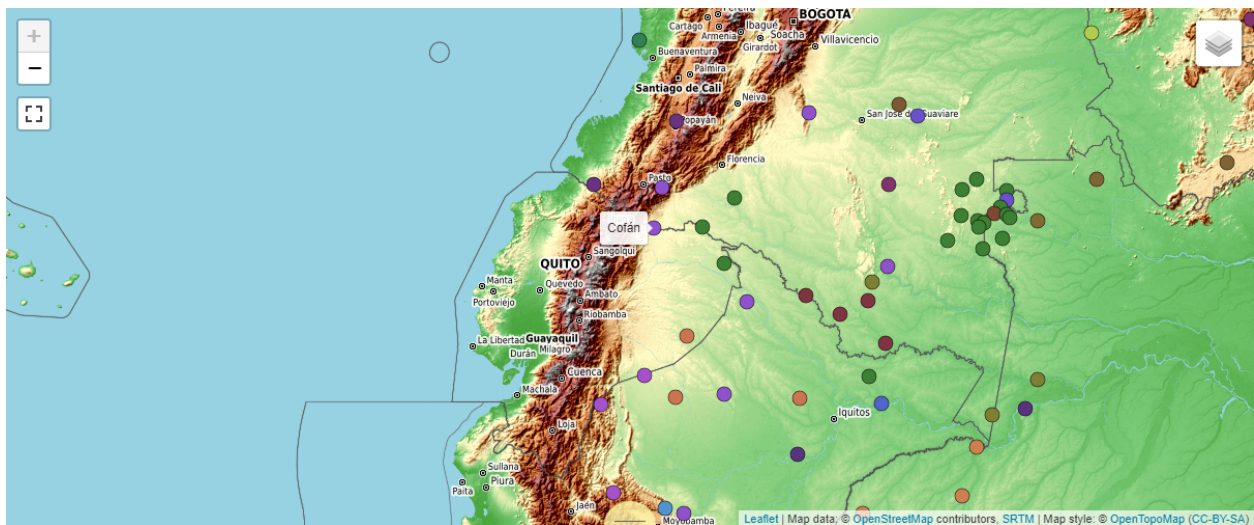 +
−
Pereira
BOGOTA
Cartago
Ibagué
Armenia
Soacha
Girardot
Villavicencio
Buenaventura
Palmira
Santiago de Cali
Neiva
Popayán
San José del Guaviare
Florencia
Pasto
Cofán
Sangolquí
QUITO
Manta
Quevedo
Ambato
Portoviejo
Riobamba
La Libertad
Guayaquil
Durán
Milagro
Cuenca
Machala
Iquitos
Loja
Sullana
Piura
Paita
Jaén
Moyobamba
Leaflet | Map data: © OpenStreetMap contributors, SRTM | Map style: © OpenTopoMap (CC-BY-SA)